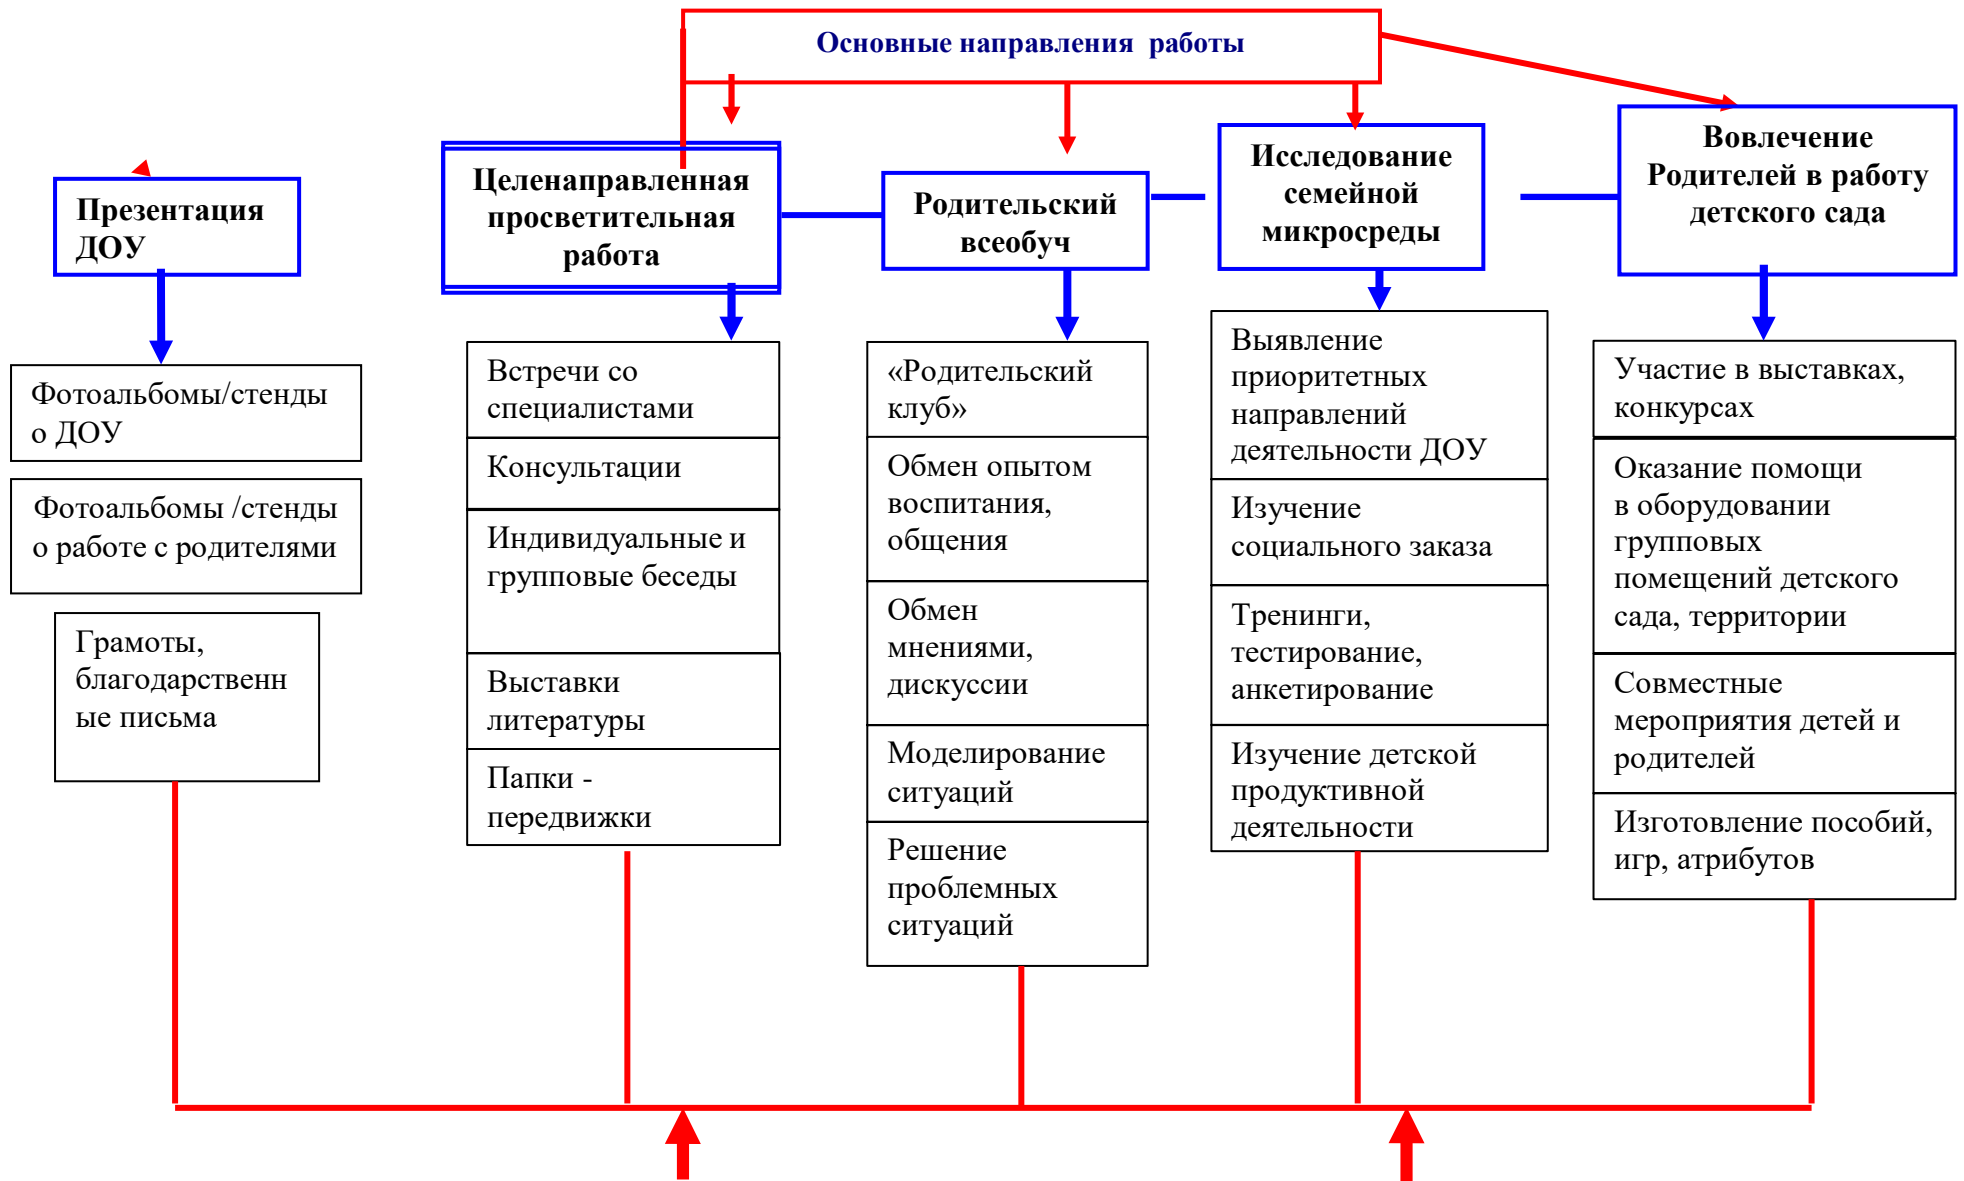 Основные направления работы
Презентация
ДОУ
Фотоальбомы/стенды
о ДОУ
Фотоальбомы /стенды
о работе с родителями
Грамоты,
благодарственн
ые письма
Целенаправленная
просветительная
работа
Встречи со
специалистами
Консультации
Индивидуальные и
групповые беседы
Выставки
литературы
Папки -
передвижки
Родительский
всеобуч
«Родительский
клуб»
Обмен опытом
воспитания,
общения
Обмен
мнениями,
дискуссии
Моделирование
ситуаций
Решение
проблемных
ситуаций
Исследование
семейной
микросреды
Выявление
приоритетных
направлений
деятельности ДОУ
Изучение
социального заказа
Тренинги,
тестирование,
анкетирование
Изучение детской
продуктивной
деятельности
Вовлечение
Родителей в работу
детского сада
Участие в выставках,
конкурсах
Оказание помощи
в оборудовании
групповых
помещений детского
сада, территории
Совместные
мероприятия детей и
родителей
Изготовление пособий,
игр, атрибутов